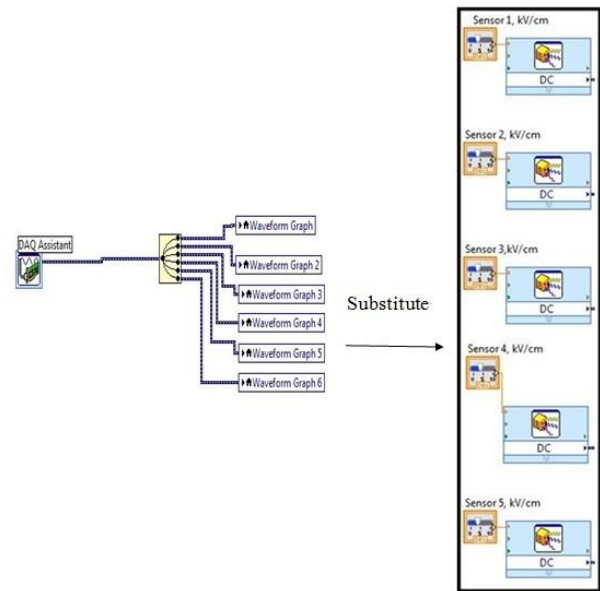 DAQ Assistant
Waveform Graph
Waveform Graph 2
Waveform Graph 3
Waveform Graph 4
Waveform Graph 5
Waveform Graph 6
Substitute
Sensor 1, kV/cm
DC
Sensor 2, kV/cm
DC
Sensor 3,kV/cm
DC
Sensor 4, kV/cm
DC
Sensor 5, kV/cm
DC